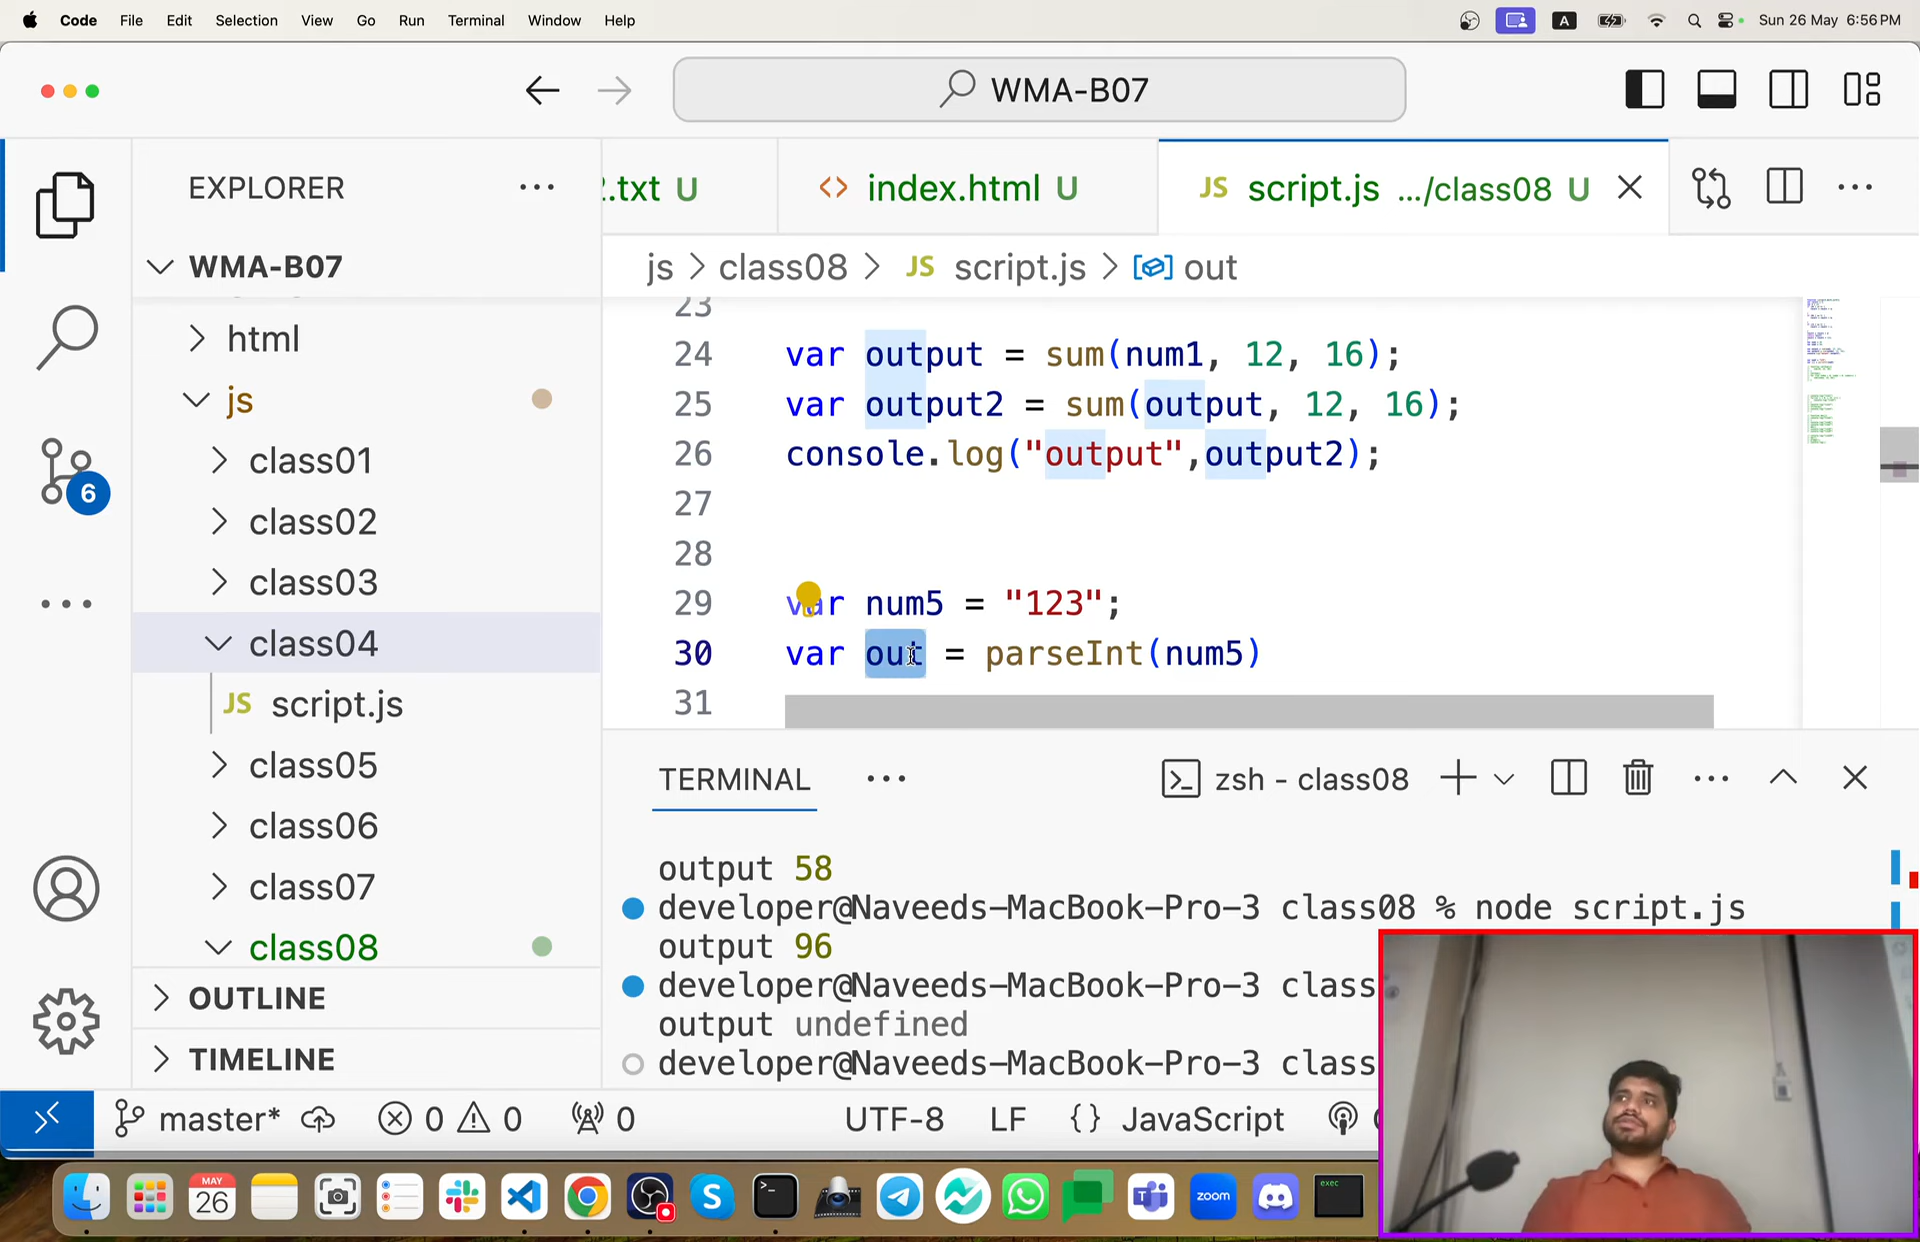 Code File Edit Selection View Go Run Terminal Window Help A Sun 26 May 6:56 PM
WMA-B07
EXPLORER
.txt U
index.html U
JS script.js .../class08 U
WMA-B07
js > class08 > JS script.js > out
html
js
class01
class02
class03
class04
JS script.js
class05
class06
class07
class08
OUTLINE
TIMELINE
23
24 var output = sum(num1, 12, 16);
25 var output2 = sum(output, 12, 16);
26 console.log("output",output2);
27
28
29 var num5 = "123";
30 var out = parseInt(num5)
31
TERMINAL
zsh - class08
output 58
developer@Naveeds-MacBook-Pro-3 class08 % node script.js
output 96
developer@Naveeds-MacBook-Pro-3 class
output undefined
developer@Naveeds-MacBook-Pro-3 class
6
master* 0 0 0 UTF-8 LF {} JavaScript
MAY
26
S
T
zoom
exec